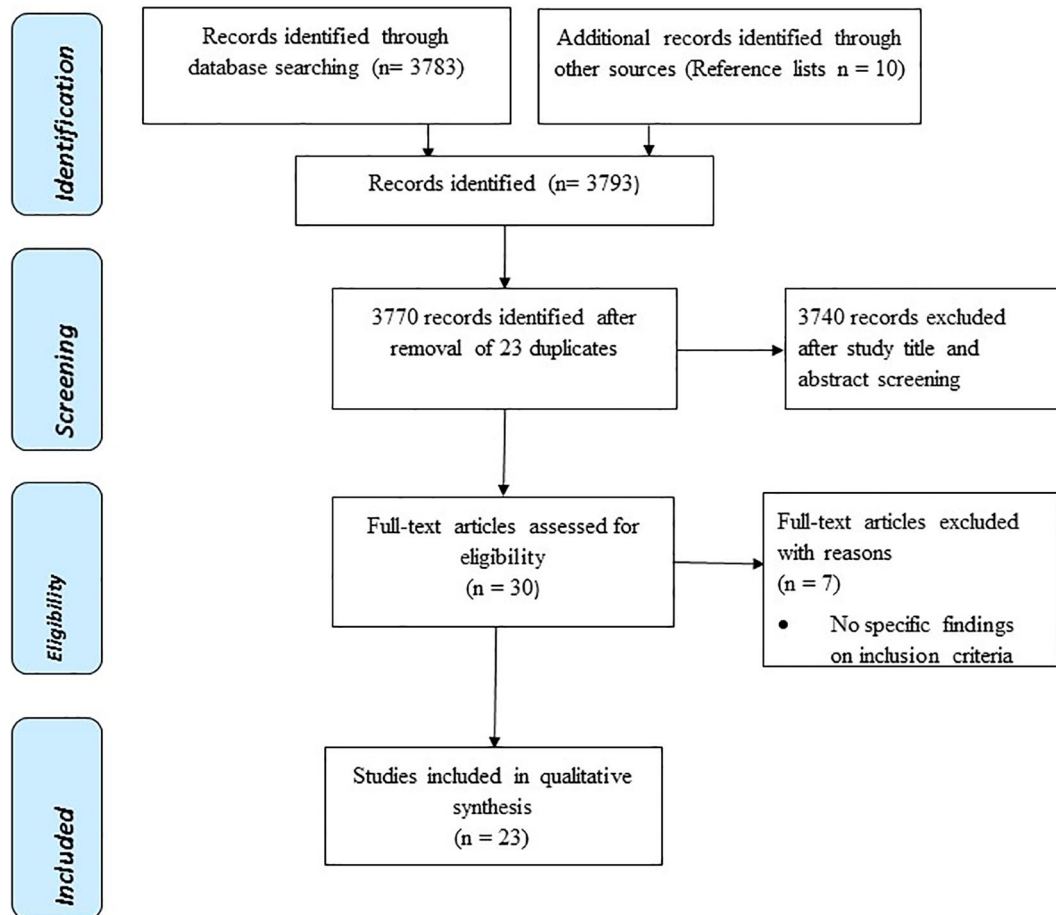 Identification
Records identified through
database searching (n= 3783)
Additional records identified through
other sources (Reference lists n = 10)
Records identified (n= 3793)
Screening
3770 records identified after
removal of 23 duplicates
3740 records excluded
after study title and
abstract screening
Eligibility
Full-text articles assessed for
eligibility
(n = 30)
Full-text articles excluded
with reasons
(n = 7)
• No specific findings
on inclusion criteria
Included
Studies included in qualitative
synthesis
(n = 23)